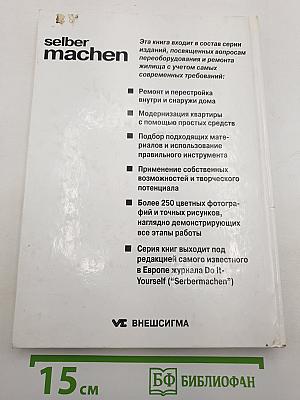 selber
machen
Эта книга входит в состав серии
изданий, посвященных вопросам
переоборудования и ремонта
жилища с учетом самых
современных требований:
Ремонт и перестройка
внутри и снаружи дома
Модернизация квартиры
с помощью простых средств
Подбор подходящих мате-
риалов и использование
правильного инструмента
Применение собственных
возможностей и творческого
потенциала
Более 250 цветных фотогра-
фий и точных рисунков,
наглядно демонстрирующих
все этапы работы
Серия книг выходит под
редакцией самого известного
в Европе журнала Do It-
Yourself ("Serbermachen")
ВНЕШСИГМА
15 см
БФ БИБЛИОФАН